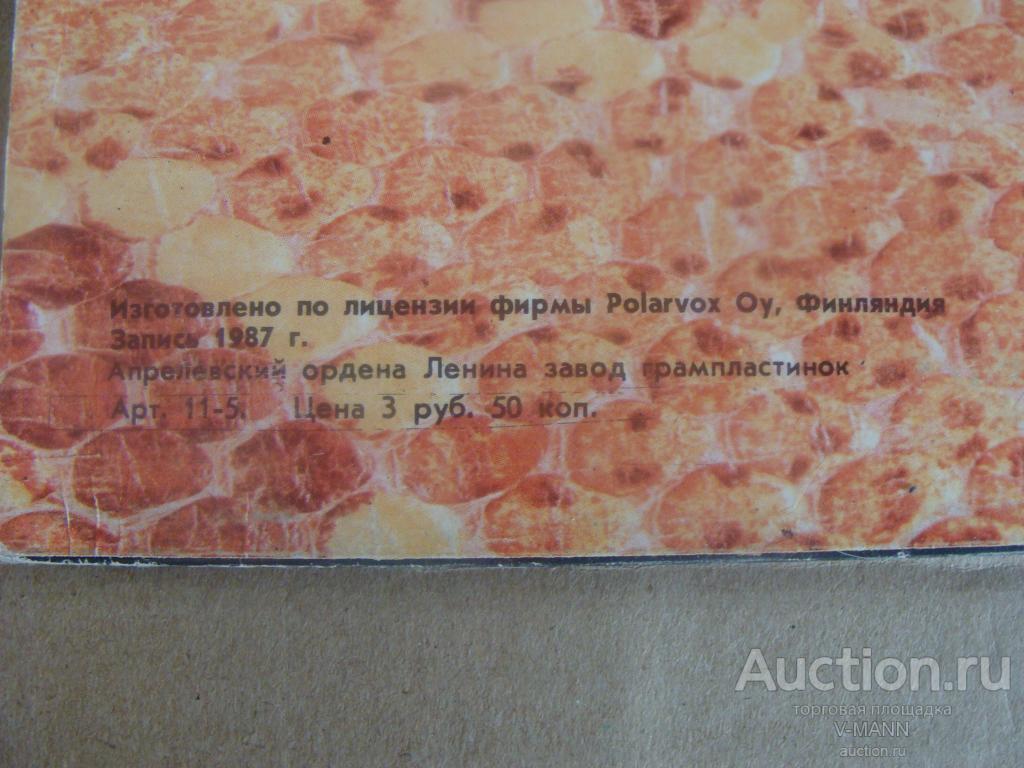 Изготовлено по лицензии фирмы Polarvox Oy, Финляндия
Запись 1987 г.
Апрелевский ордена Ленина завод грампластинок
Арт. 11-5. Цена 3 руб. 50 коп.
Auction.ru
торговая площадка
V-MANN
auction.ru